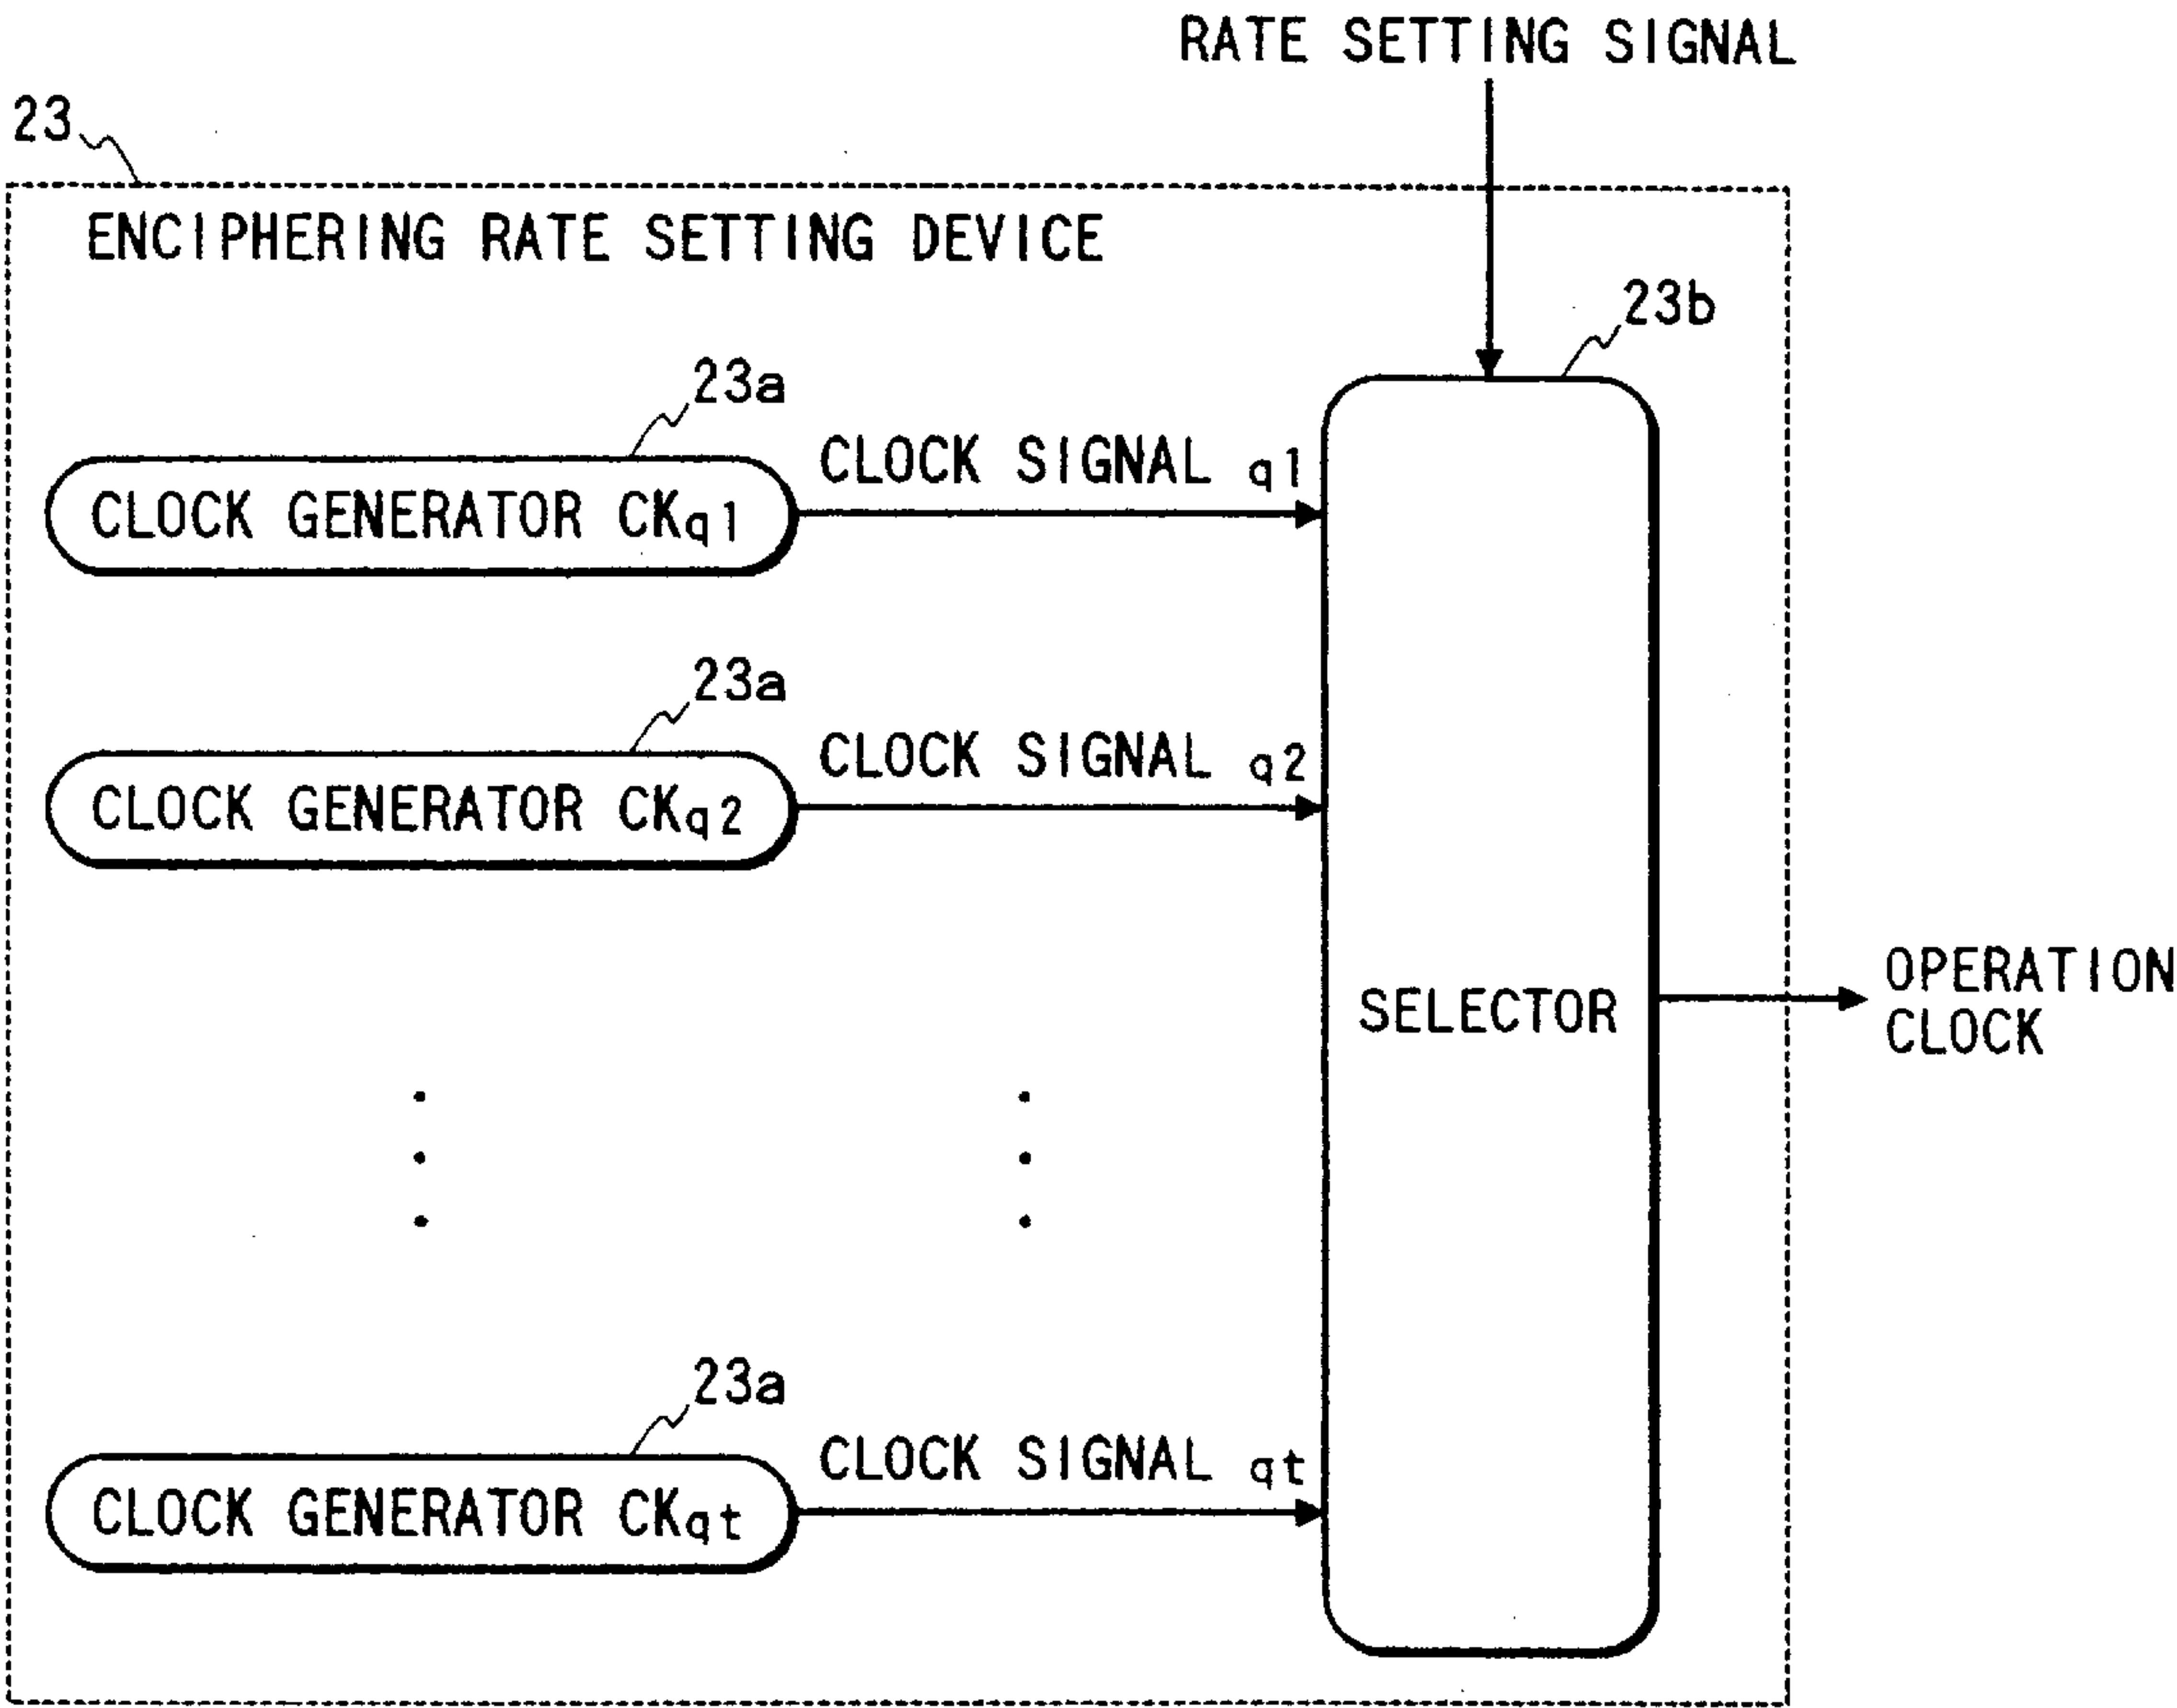 RATE SETTING SIGNAL
23
ENCIPHERING RATE SETTING DEVICE
23b
23a
CLOCK SIGNAL q1
CLOCK GENERATOR CKq1
23a
CLOCK SIGNAL q2
CLOCK GENERATOR CKq2
SELECTOR
OPERATION
CLOCK
23a
CLOCK SIGNAL qt
CLOCK GENERATOR CKqt